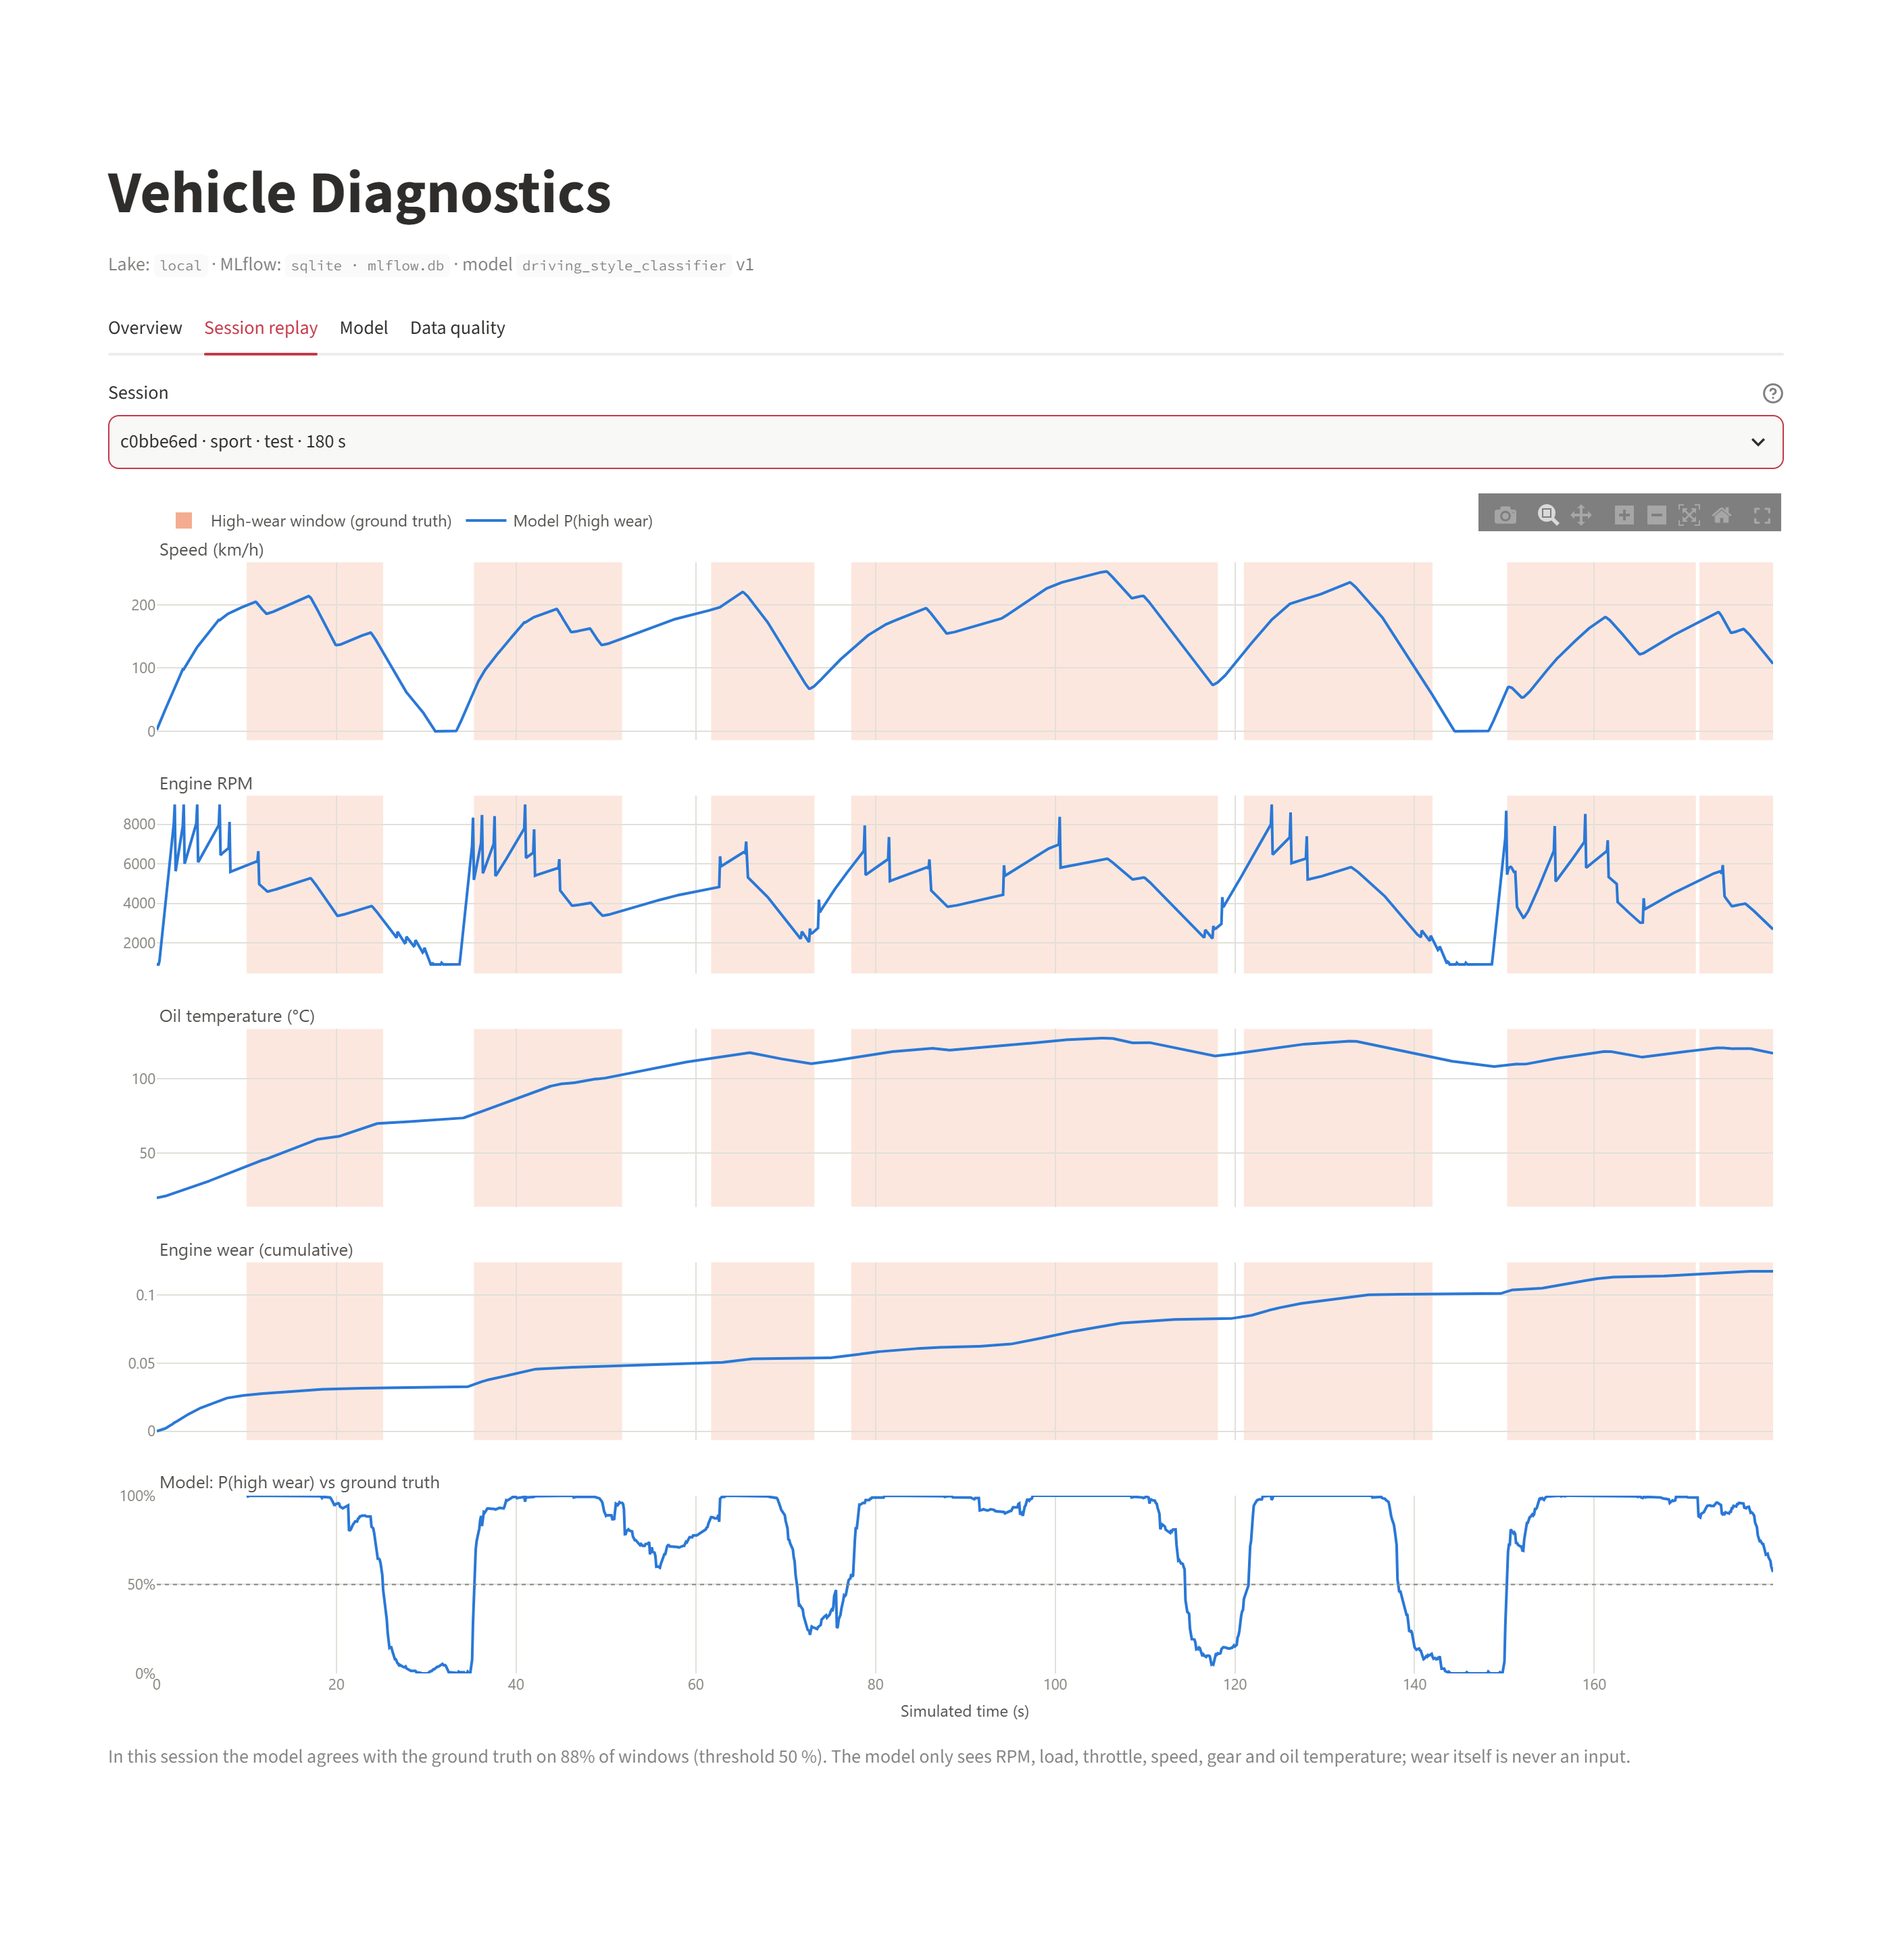 Vehicle Diagnostics
Lake: local · MLflow: sqlite · mlflow.db · model driving_style_classifier v1
Overview Session replay Model Data quality
Session
c0bbe6ed · sport · test · 180 s
High-wear window (ground truth) Model P(high wear)
Speed (km/h)
200
100
0
Engine RPM
8000
6000
4000
2000
Oil temperature (°C)
100
50
Engine wear (cumulative)
0.1
0.05
0
Model: P(high wear) vs ground truth
100%
50%
0%
0 20 40 60 80 100 120 140 160
Simulated time (s)
In this session the model agrees with the ground truth on 88% of windows (threshold 50 %). The model only sees RPM, load, throttle, speed, gear and oil temperature; wear itself is never an input.